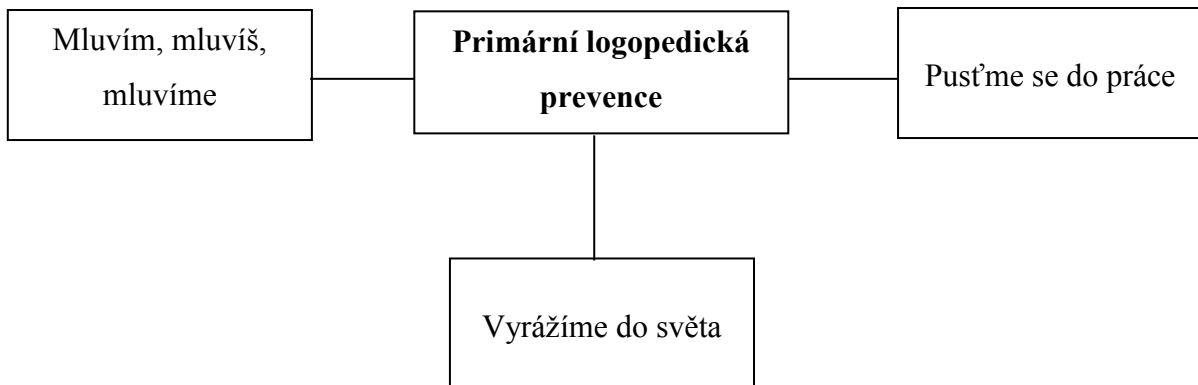 Mluvím, mluvíš,
mluvíme
Primární logopedická
prevence
Pusťme se do práce
Vyrážíme do světa